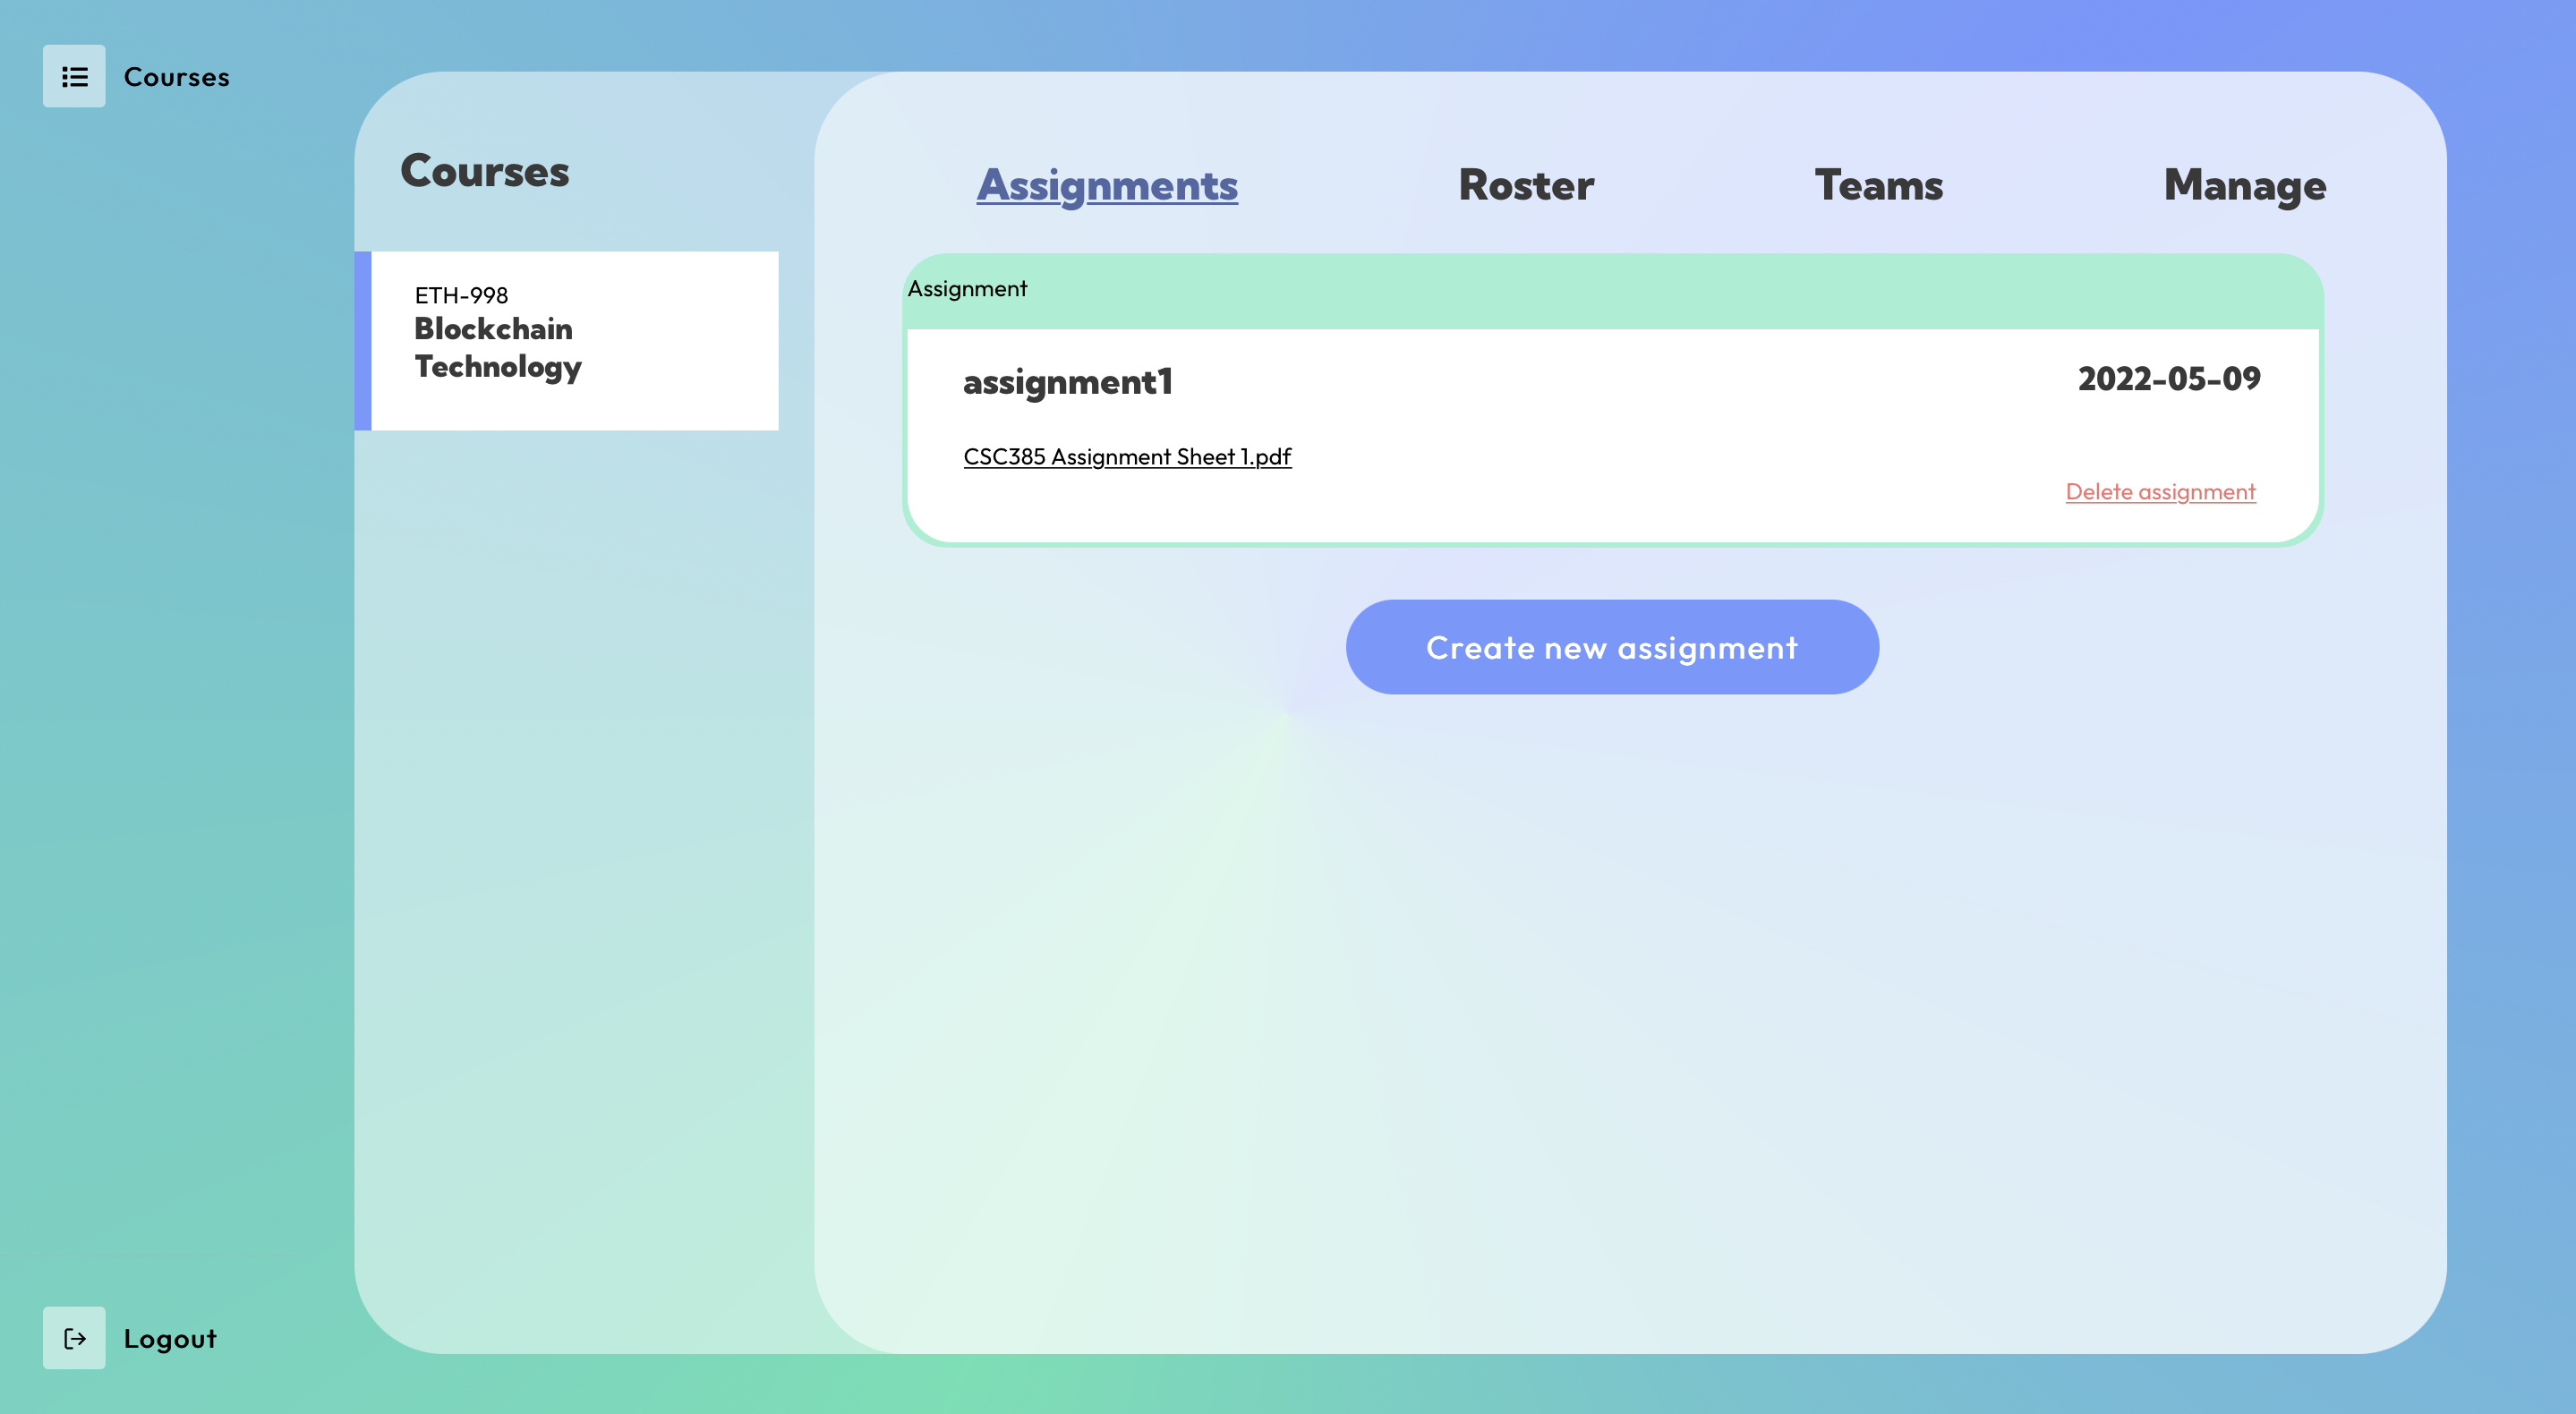 Courses
Courses
ETH-998
Blockchain
Technology
Assignments Roster Teams Manage
Assignment
assignment1 2022-05-09
CSC385 Assignment Sheet 1.pdf
Delete assignment
Create new assignment
Logout